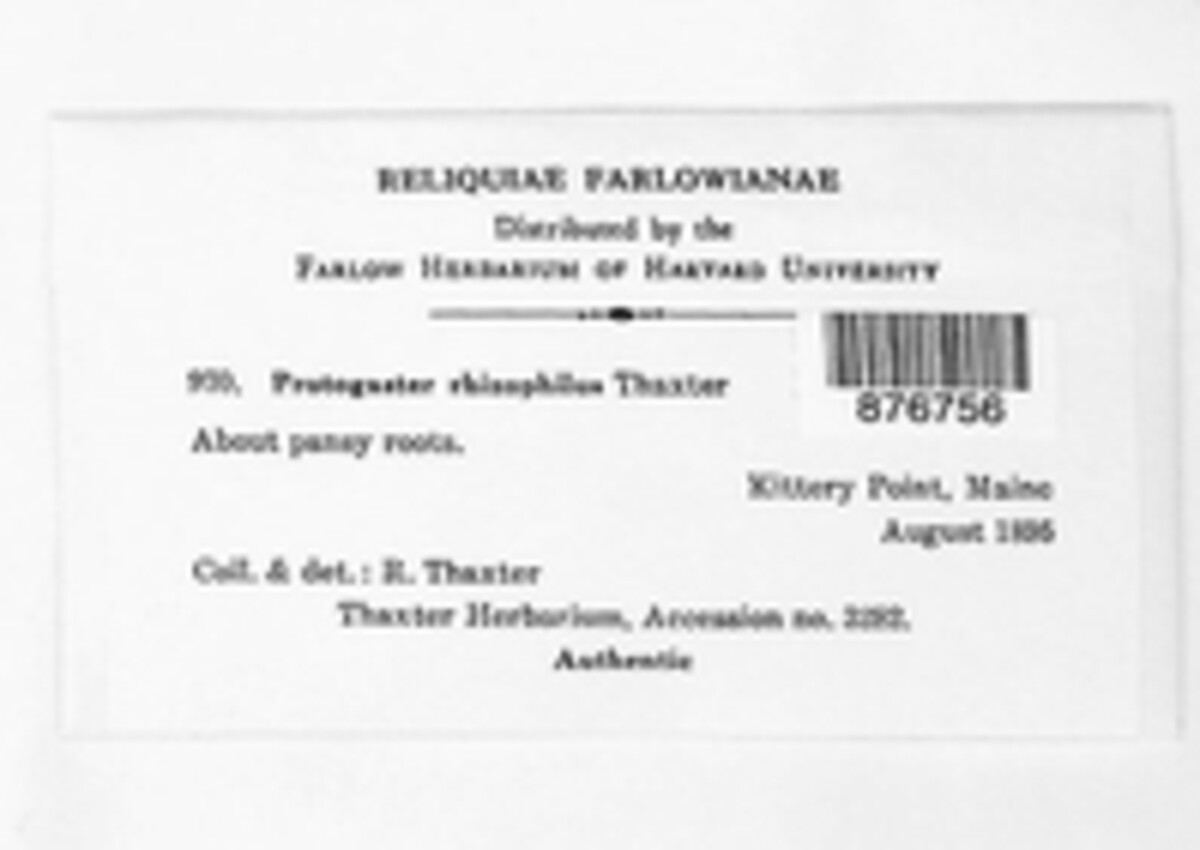 RELIQUIAE FARLOWIANAE
Distributed by the
FARLOW HERBARIUM OF HARVARD UNIVERSITY
Protogaster rhizophilus Thaxter
876756
About pansy roots.
Kittery Point, Maine
August
Coll. & det.: R. Thaxter
Thaxter Herbarium, Accession no.
Authentic